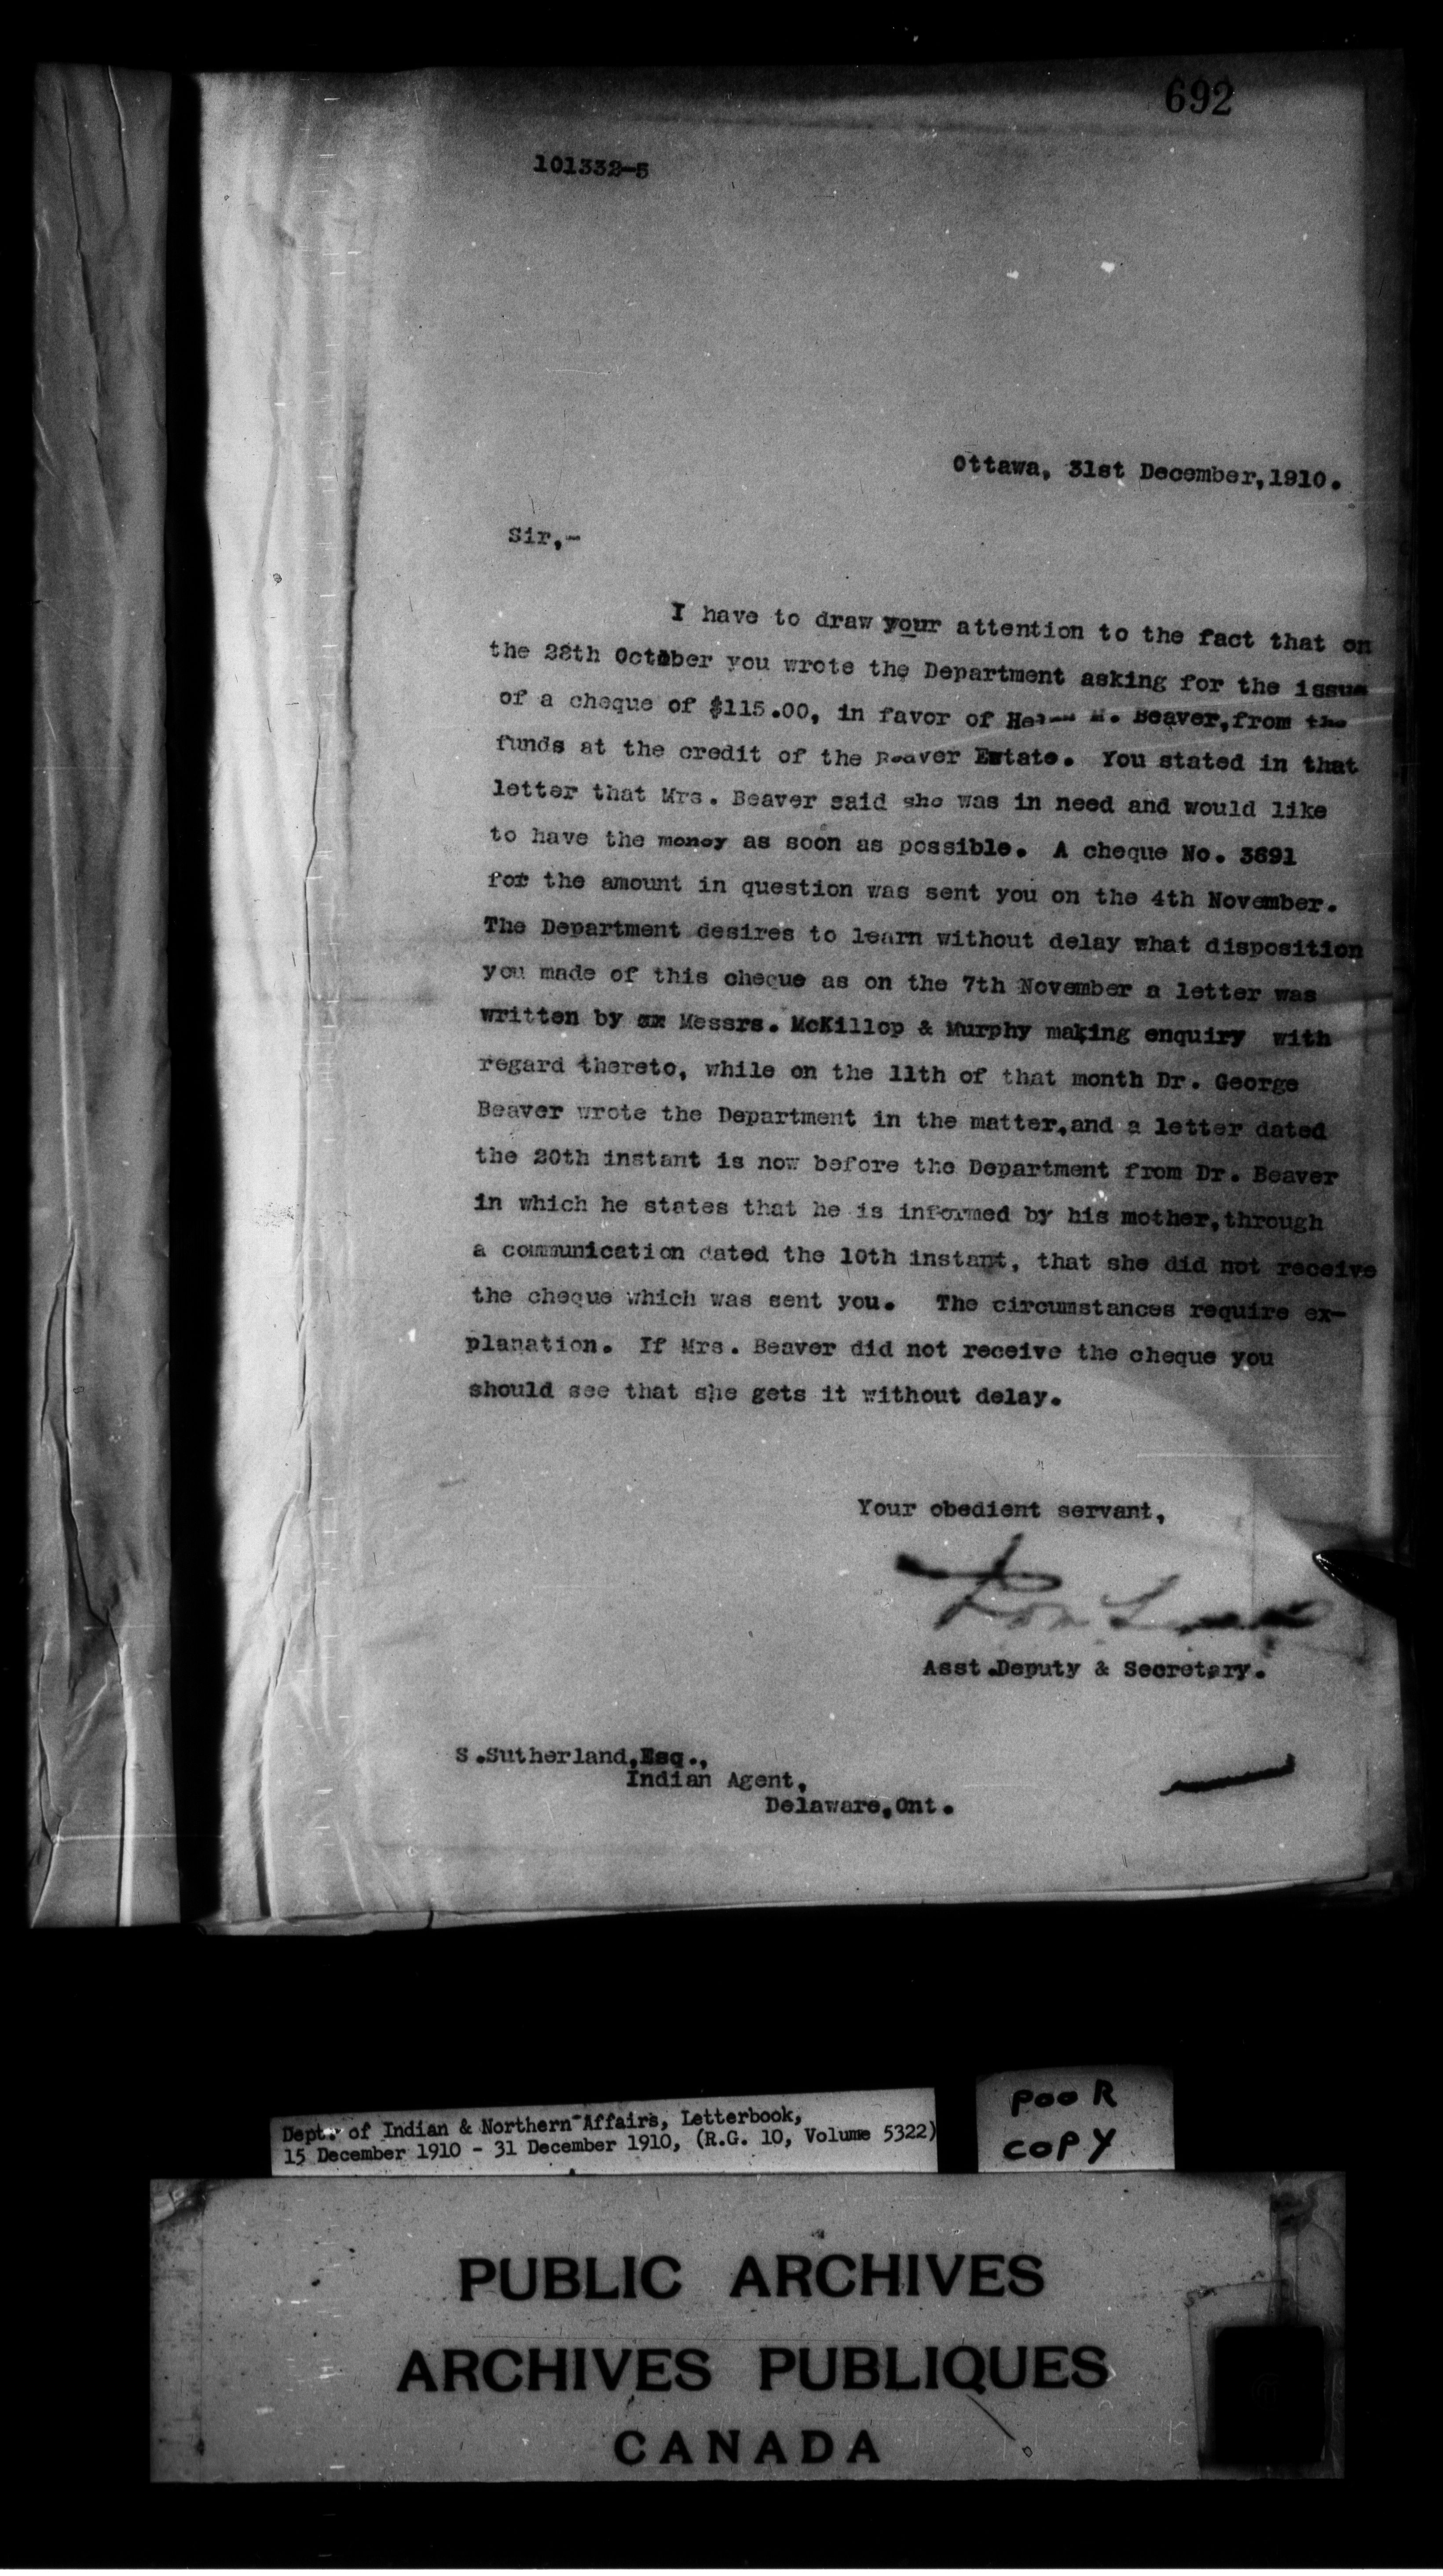 692
101332-5
Ottawa, 31st December, 1910.
Sir,-
I have to draw your attention to the fact that on
the 28th October you wrote the Department asking for the issue
of a cheque of $115.00, in favor of M. Beaver, from the
funds at the credit of the Beaver Estate. You stated in that
letter that Mrs. Beaver said she was in need and would like
to have the money as soon as possible. A cheque No. 3691
for the amount in question was sent you on the 4th November.
The Department desires to learn without delay what disposition
you made of this cheque as on the 7th November a letter was
written by Messrs. McKillop & Murphy making enquiry with
regard thereto, while on the 11th of that month Dr. George
Beaver wrote the Department in the matter, and a letter dated
the 20th instant is now before the Department from Dr. Beaver
in which he states that he is informed by his mother, through
a communication dated the 10th instant, that she did not receive
the cheque which was sent you. The circumstances require ex-
planation. If Mrs. Beaver did not receive the cheque you
should see that she gets it without delay.
Your obedient servant,
Asst.Deputy & Secretary.
S.Sutherland,Esq.,
Indian Agent,
Delaware,Ont.
Dept. of Indian & Northern Affairs, Letterbook,
15 December 1910 - 31 December 1910, (R.G. 10, Volume 5322)
POOR
COPY
PUBLIC ARCHIVES
ARCHIVES PUBLIQUES
CANADA